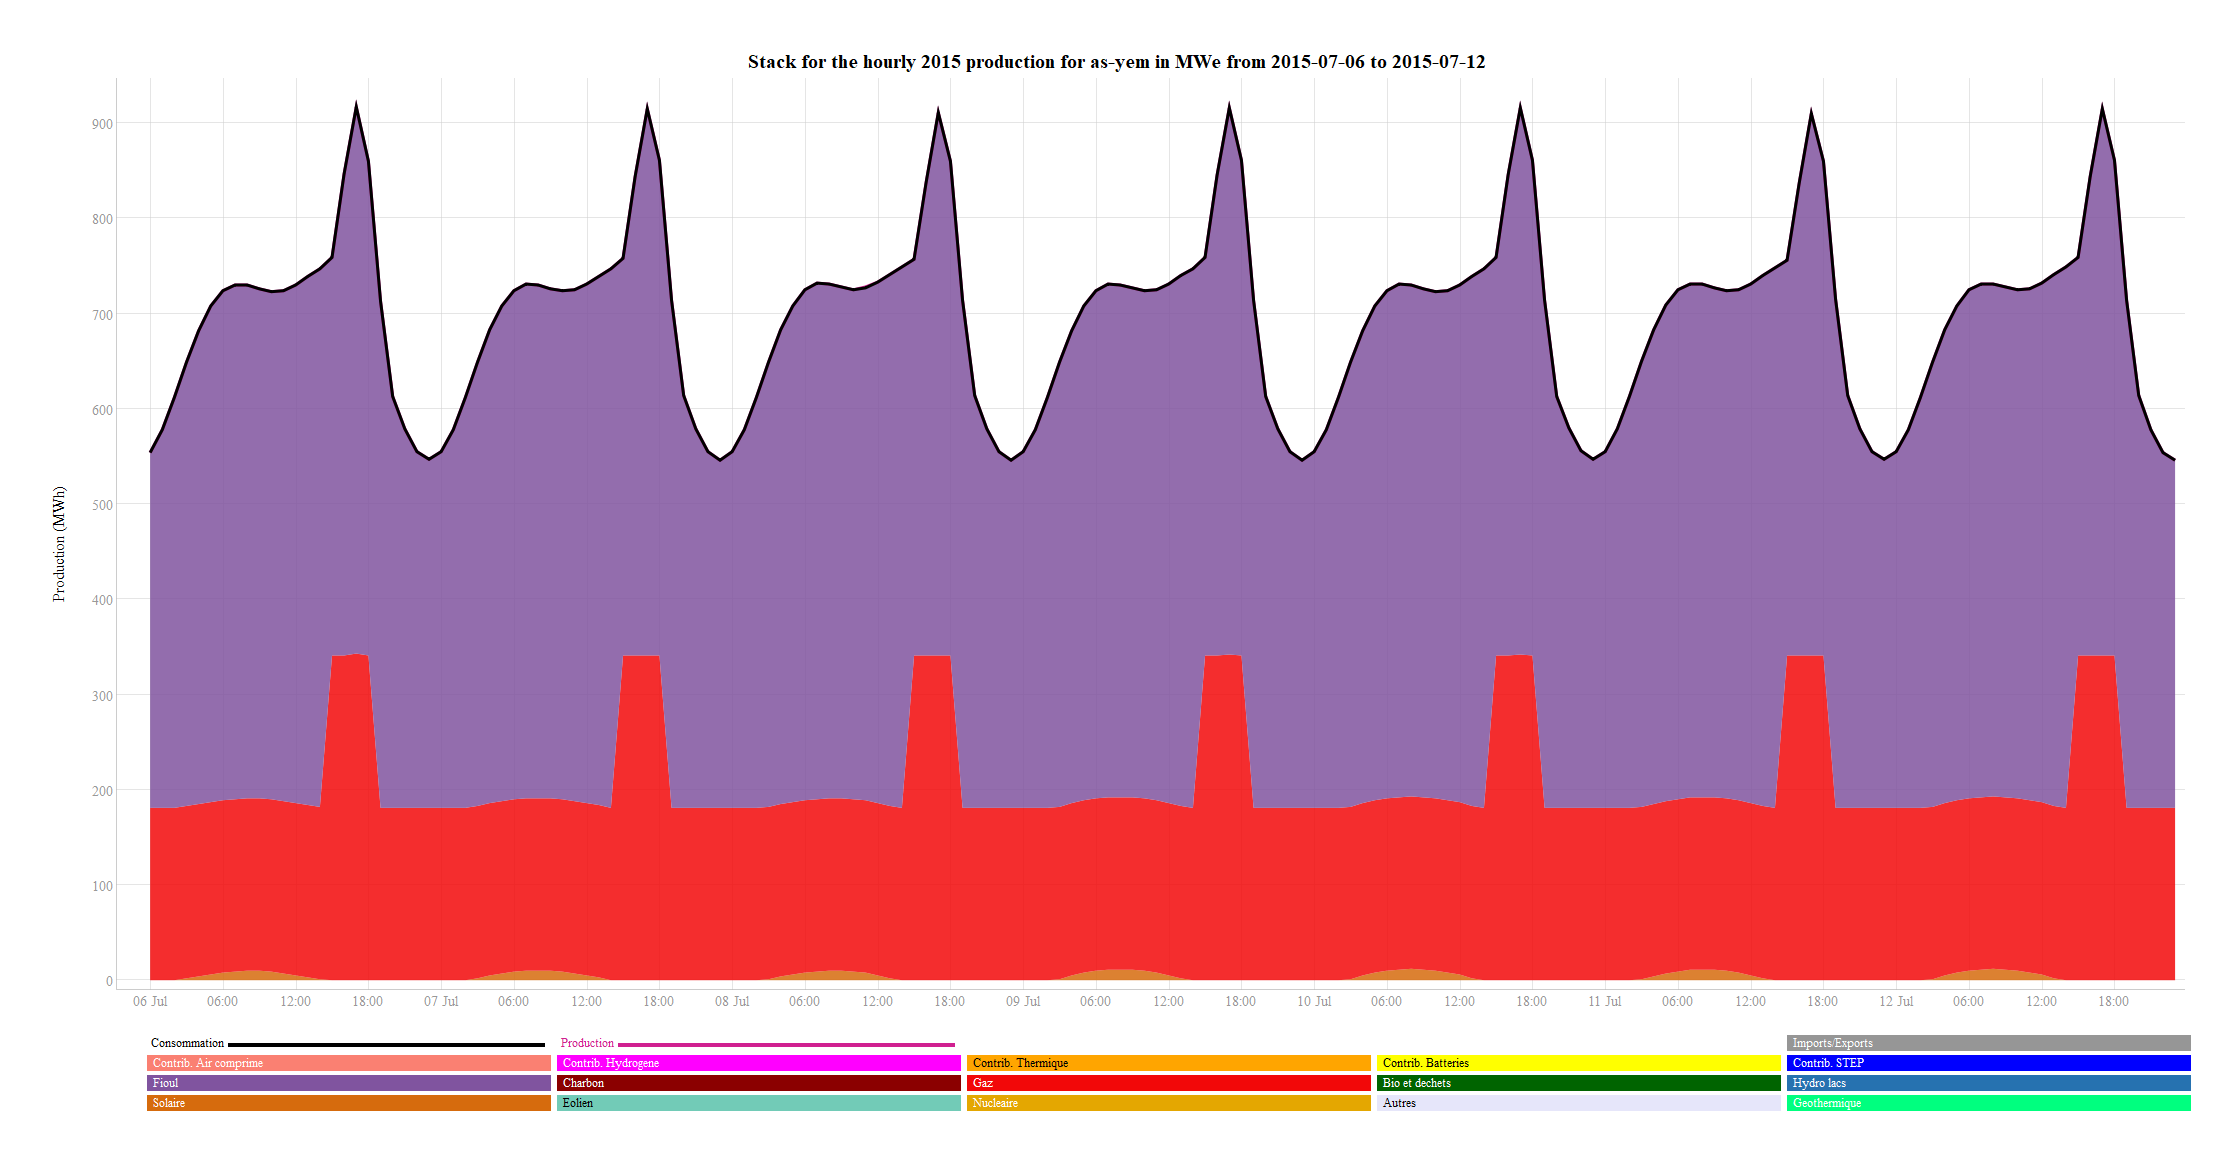 Stack for the hourly 2015 production for as-yem in MWe from 2015-07-06 to 2015-07-12
Production (MWh)
900
800
700
600
500
400
300
200
100
0
06 Jul 06:00 12:00 18:00 07 Jul 06:00 12:00 18:00 08 Jul 06:00 12:00 18:00 09 Jul 06:00 12:00 18:00 10 Jul 06:00 12:00 18:00 11 Jul 06:00 12:00 18:00 12 Jul 06:00 12:00 18:00
Consommation Production Imports/Exports
Contrib. Air comprime Contrib. Hydrogene Contrib. Thermique Contrib. Batteries Contrib. STEP
Fioul Charbon Gaz Bio et dechets Hydro lacs
Solaire Eolien Nucleaire Autres Geothermique